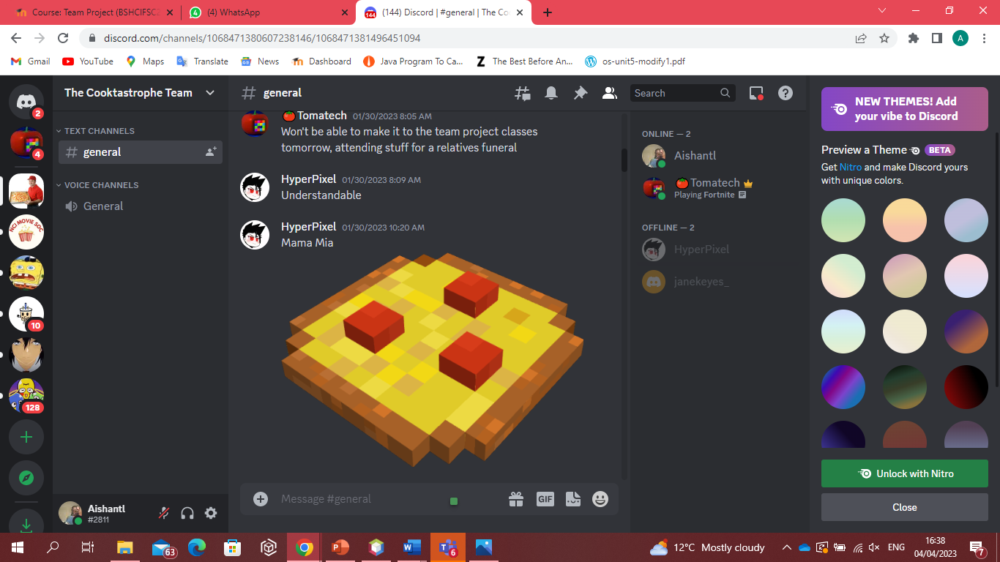 Course: Team Project (BSHCIFSC2
(4) WhatsApp
(144) Discord | #general | The Co
discord.com/channels/1068471380607238146/1068471381496451094
A
Gmail
YouTube
Maps
Translate
News
Dashboard
Java Program To Ca...
The Best Before An...
os-unit5-modify1.pdf
2
4
NCI MOVIE SOC
10
128
The Cooktastrophe Team
TEXT CHANNELS
general
VOICE CHANNELS
General
Aishantl
#2811
general
Search
Tomatech 01/30/2023 8:05 AM
Won't be able to make it to the team project classes
tomorrow, attending stuff for a relatives funeral
HyperPixel 01/30/2023 8:09 AM
Understandable
HyperPixel 01/30/2023 10:20 AM
Mama Mia
Message #general
GIF
ONLINE — 2
Aishantl
Tomatech
Playing Fortnite
OFFLINE — 2
HyperPixel
janekeyes_
NEW THEMES! Add
your vibe to Discord
Preview a Theme BETA
Get Nitro and make Discord yours
with unique colors.
Unlock with Nitro
Close
63
6
12°C Mostly cloudy
ENG
16:38
04/04/2023
7